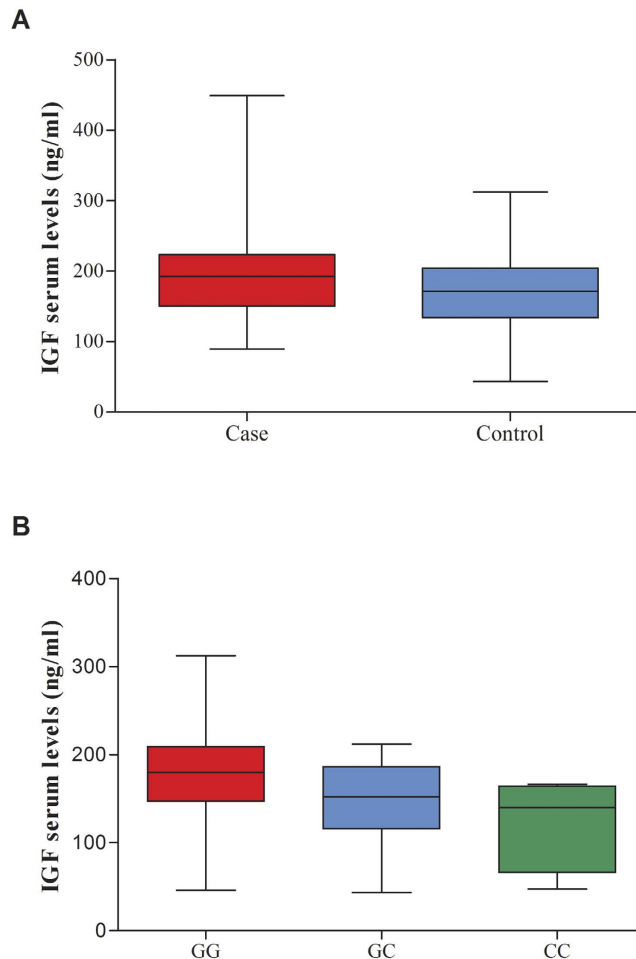 A
IGF serum levels (ng/ml)
500
400
300
200
100
0
Case Control
B
IGF serum levels (ng/ml)
400
300
200
100
0
GG GC CC